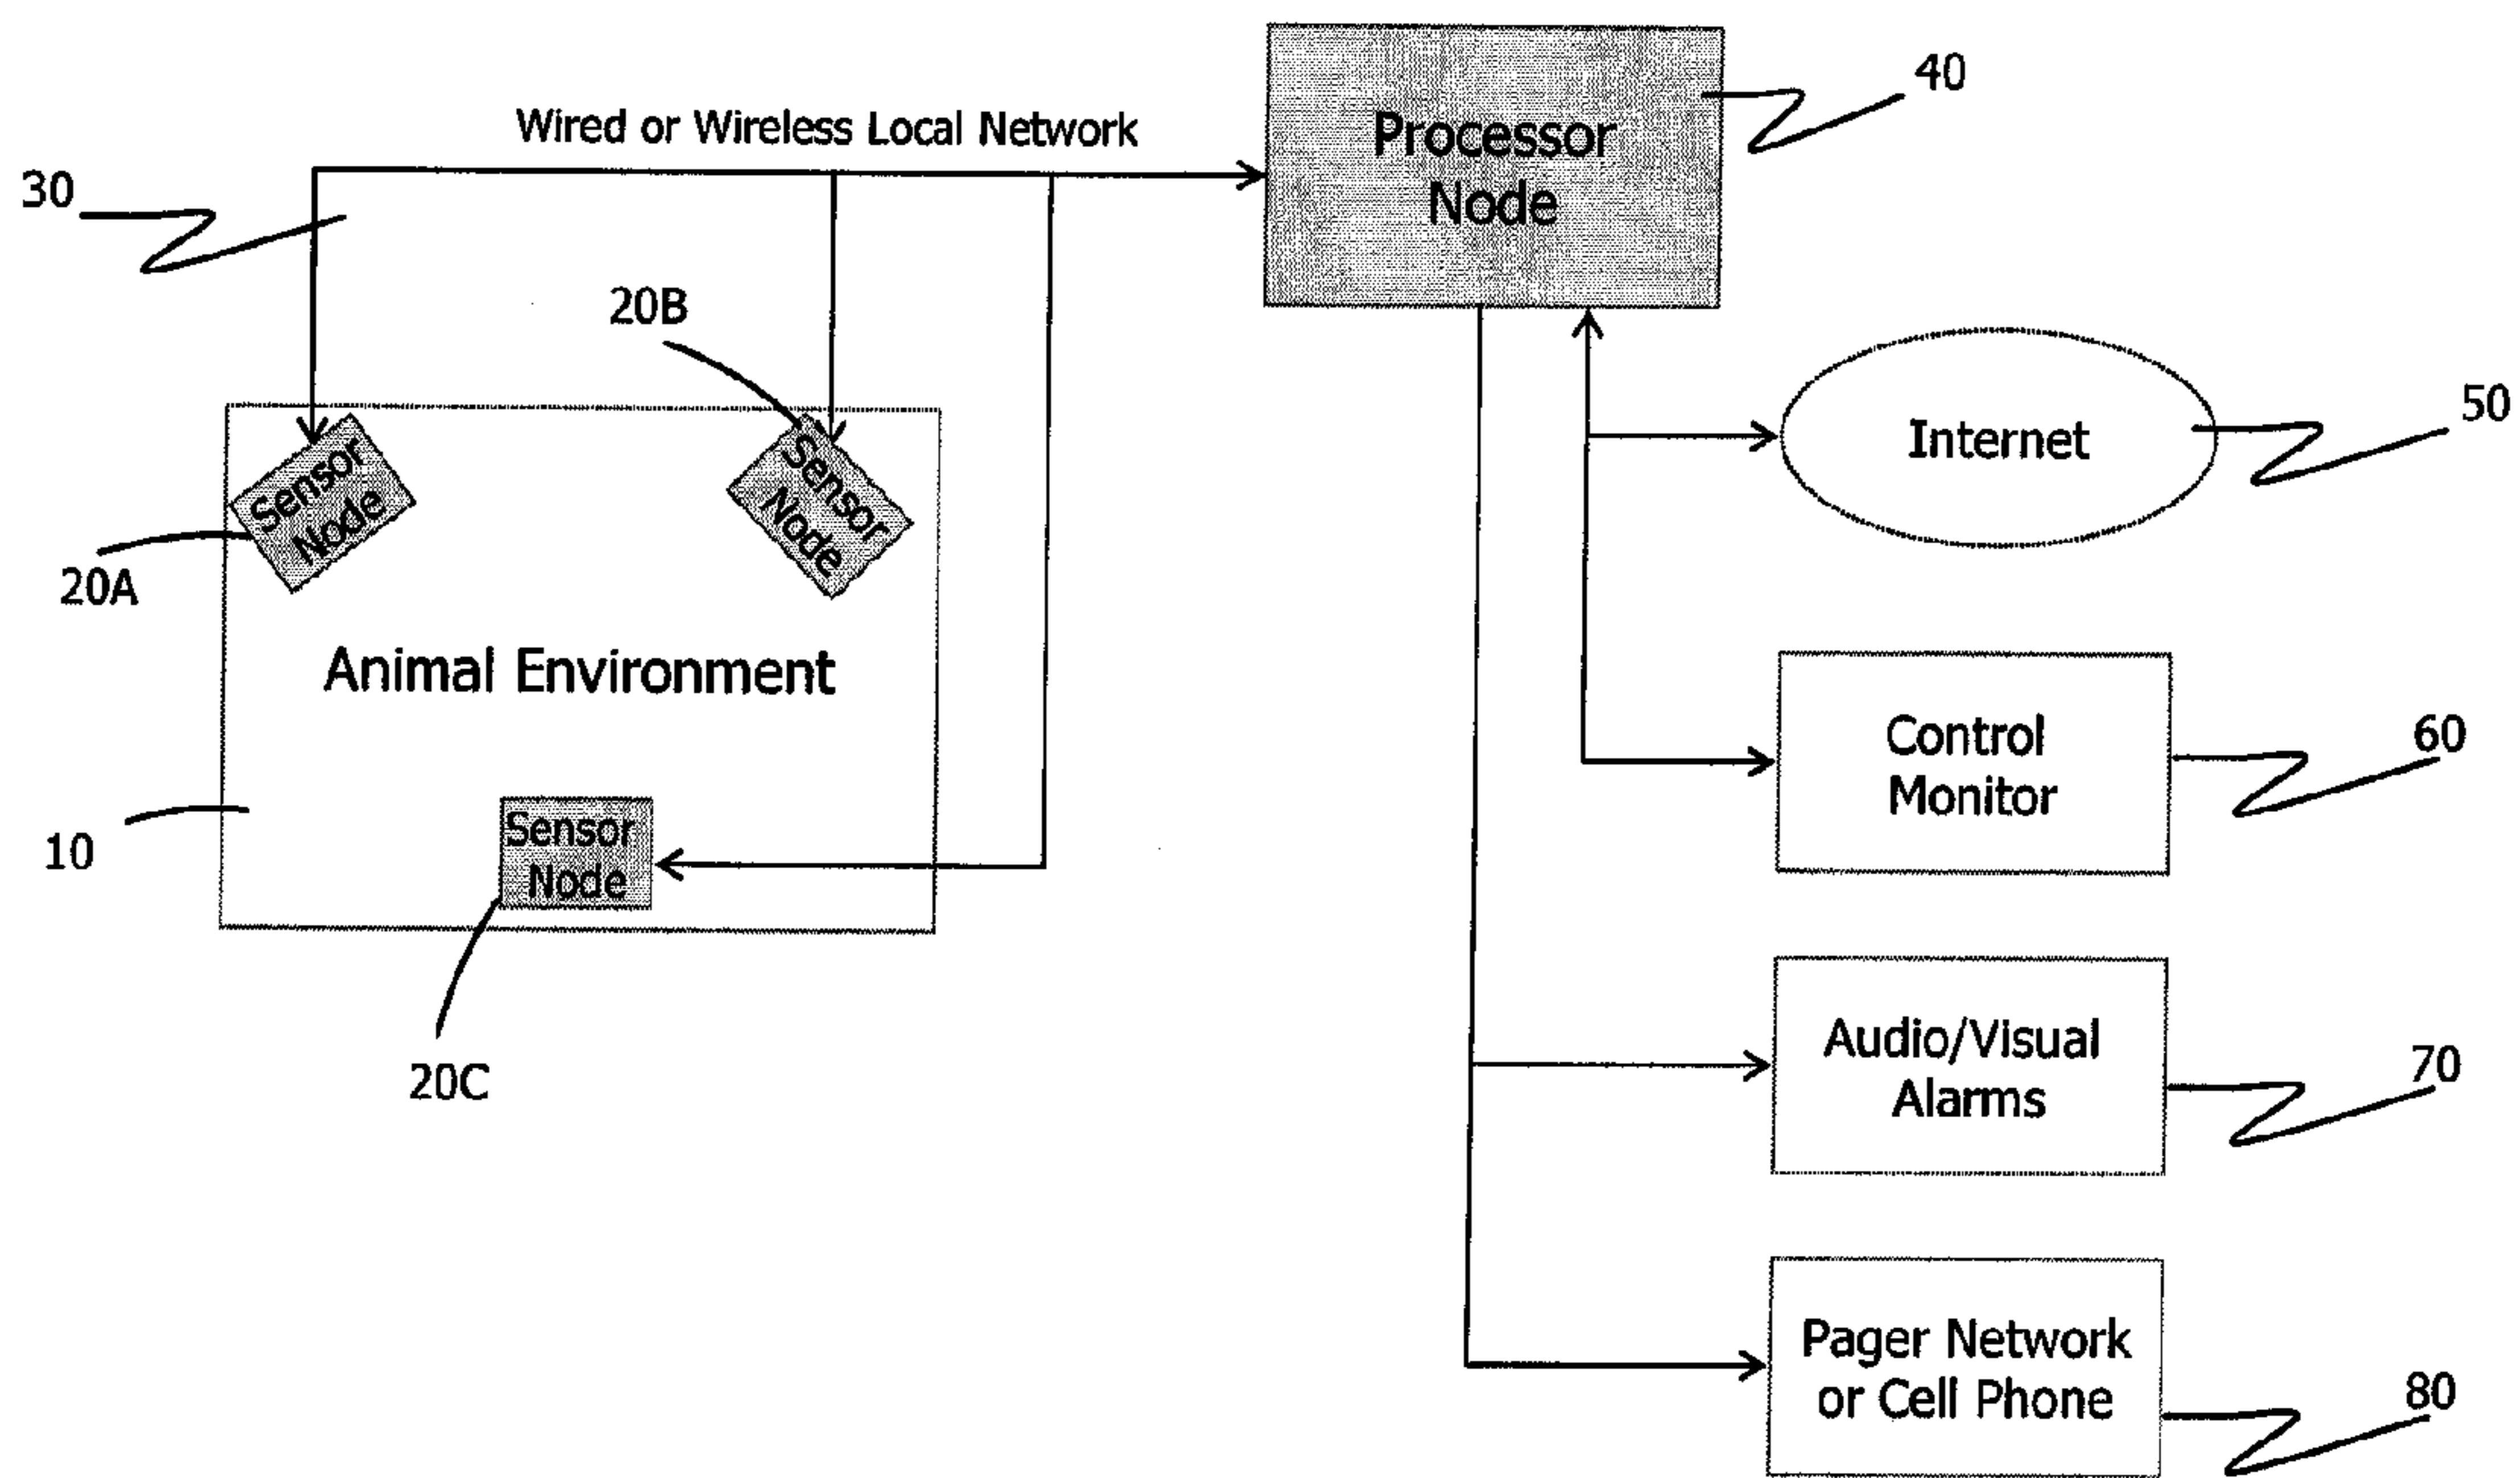 Wired or Wireless Local Network
30
Processor
Node
40
20B
Sensor
Node
Sensor
Node
20A
Animal Environment
10
Sensor
Node
20C
Internet
50
Control
Monitor
60
Audio/Visual
Alarms
70
Pager Network
or Cell Phone
80